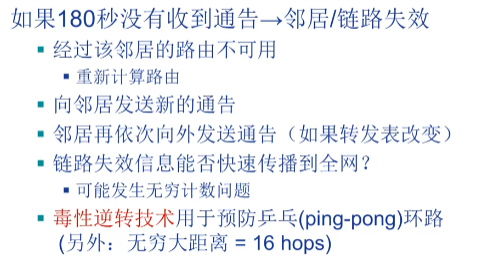 如果180秒没有收到通告→邻居/链路失效
经过该邻居的路由不可用
重新计算路由
向邻居发送新的通告
邻居再依次向外发送通告（如果转发表改变）
链路失效信息能否快速传播到全网？
可能发生无穷计数问题
毒性逆转技术用于预防乒乓(ping-pong)环路
(另外：无穷大距离 = 16 hops)